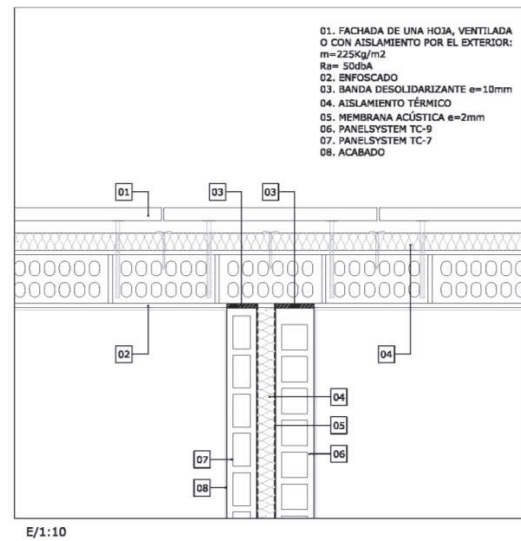 01. FACHADA DE UNA HOJA, VENTILADA
O CON AISLAMIENTO POR EL EXTERIOR:
m=225Kg/m2
Ra= 50dbA
02. ENFOSCADO
03. BANDA DESOLIDARIZANTE e=10mm
04. AISLAMIENTO TÉRMICO
05. MEMBRANA ACÚSTICA e=2mm
06. PANELSYSTEM TC-9
07. PANELSYSTEM TC-7
08. ACABADO
01
03
03
02
04
04
05
07
06
08
E/1:10